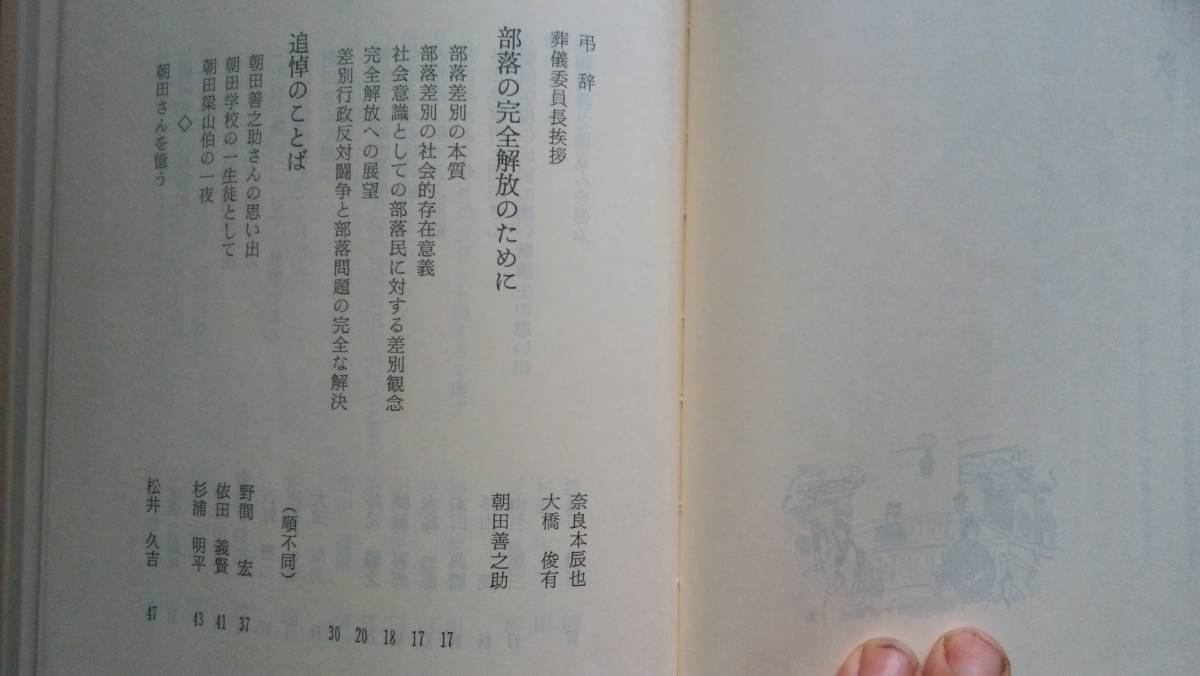 弔辞 奈良本辰也
葬儀委員長挨拶 大橋 俊有
部落の完全解放のために 朝田善之助
部落差別の本質 17
部落差別の社会的存在意義 17
社会意識としての部落民に対する差別観念 18
完全解放への展望 20
差別行政反対闘争と部落問題の完全な解決 30
追悼のことば (順不同)
朝田善之助さんの思い出 野間 宏 37
朝田学校の一生徒として 依田 義賢 41
朝田梁山伯の一夜 杉浦 明平 43
◇
朝田さんを憶う 松井 久吉 47